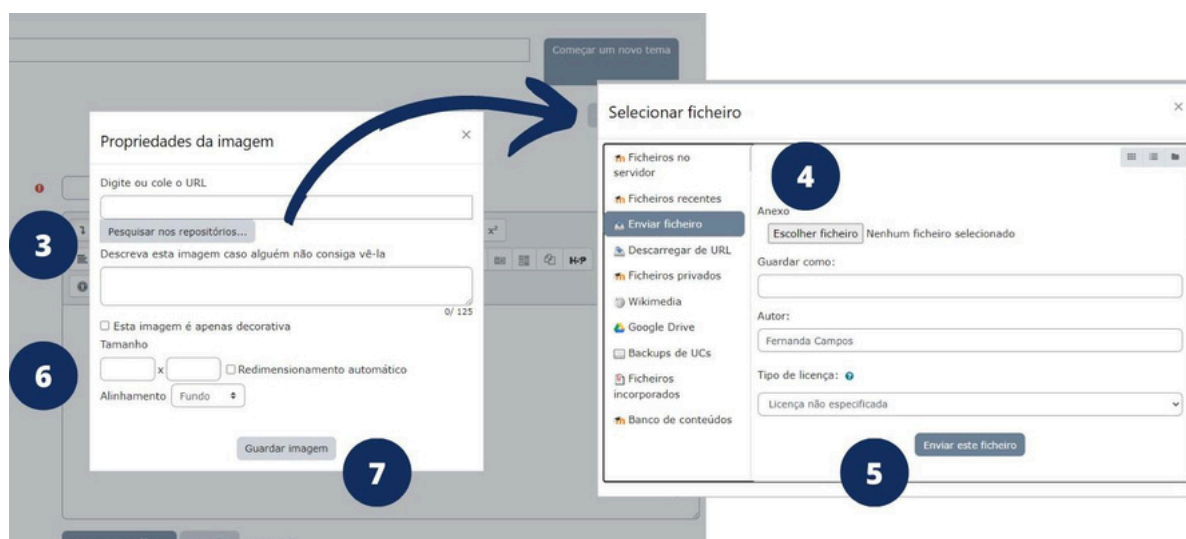 Começar um novo tema
Propriedades da imagem
×
Digite ou cole o URL
3
Pesquisar nos repositórios...
x²
Descreva esta imagem caso alguém não consiga vê-la
H-P
0/ 125
Esta imagem é apenas decorativa
Tamanho
6
x
Redimensionamento automático
Alinhamento
Fundo
Guardar imagem
7
Selecionar ficheiro
×
Ficheiros no
servidor
Ficheiros recentes
Enviar ficheiro
Descarregar de URL
Ficheiros privados
Wikimedia
Google Drive
Backups de UCs
Ficheiros
incorporados
Banco de conteúdos
4
Anexo
Escolher ficheiro Nenhum ficheiro selecionado
Guardar como:
Autor:
Fernanda Campos
Tipo de licença:
Licença não especificada
Enviar este ficheiro
5